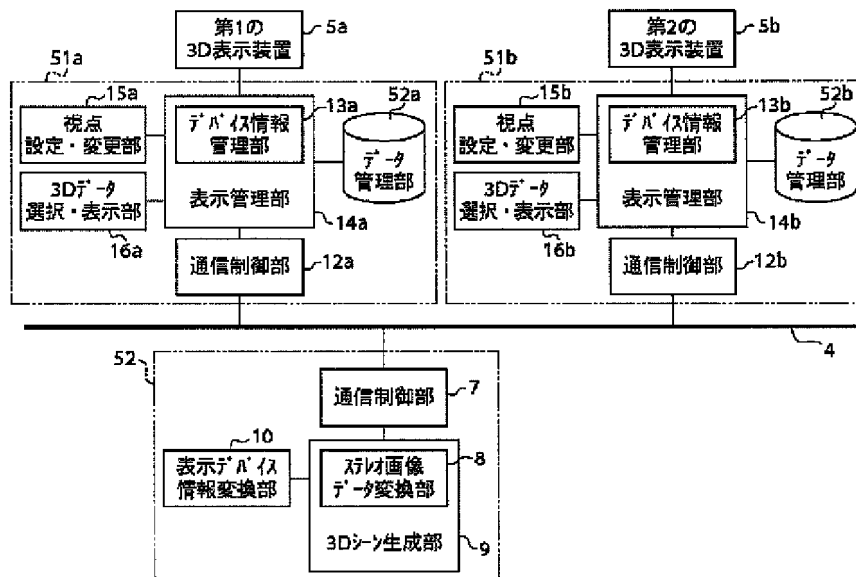 第1の
3D表示装置
5a
51a
15a
視点
設定・変更部
13a
デバイス情報
管理部
52a
データ
管理部
3Dデータ
選択・表示部
16a
表示管理部
14a
通信制御部
12a
第2の
3D表示装置
5b
51b
15b
視点
設定・変更部
13b
デバイス情報
管理部
52b
データ
管理部
3Dデータ
選択・表示部
16b
表示管理部
14b
通信制御部
12b
4
52
通信制御部
7
10
表示デバイス
情報変換部
ステレオ画像
データ変換部
8
3Dシーン生成部
9